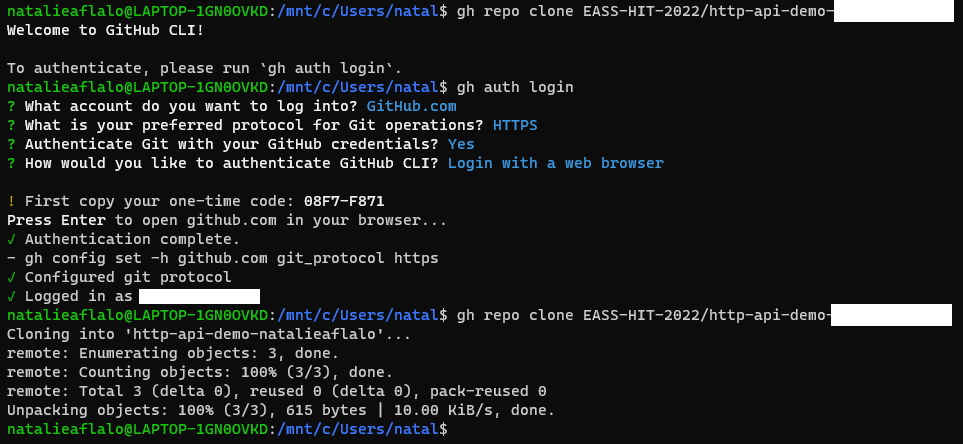 natalieaflalo@LAPTOP-1GN0OVKD:/mnt/c/Users/natal$ gh repo clone EASS-HIT-2022/http-api-demo-
Welcome to GitHub CLI!
To authenticate, please run `gh auth login`.
natalieaflalo@LAPTOP-1GN0OVKD:/mnt/c/Users/natal$ gh auth login
? What account do you want to log into? GitHub.com
? What is your preferred protocol for Git operations? HTTPS
? Authenticate Git with your GitHub credentials? Yes
? How would you like to authenticate GitHub CLI? Login with a web browser
! First copy your one-time code: 08F7-F871
Press Enter to open github.com in your browser...
✓ Authentication complete.
- gh config set -h github.com git_protocol https
✓ Configured git protocol
✓ Logged in as
natalieaflalo@LAPTOP-1GN0OVKD:/mnt/c/Users/natal$ gh repo clone EASS-HIT-2022/http-api-demo-
Cloning into 'http-api-demo-natalieaflalo'...
remote: Enumerating objects: 3, done.
remote: Counting objects: 100% (3/3), done.
remote: Total 3 (delta 0), reused 0 (delta 0), pack-reused 0
Unpacking objects: 100% (3/3), 615 bytes | 10.00 KiB/s, done.
natalieaflalo@LAPTOP-1GN0OVKD:/mnt/c/Users/natal$